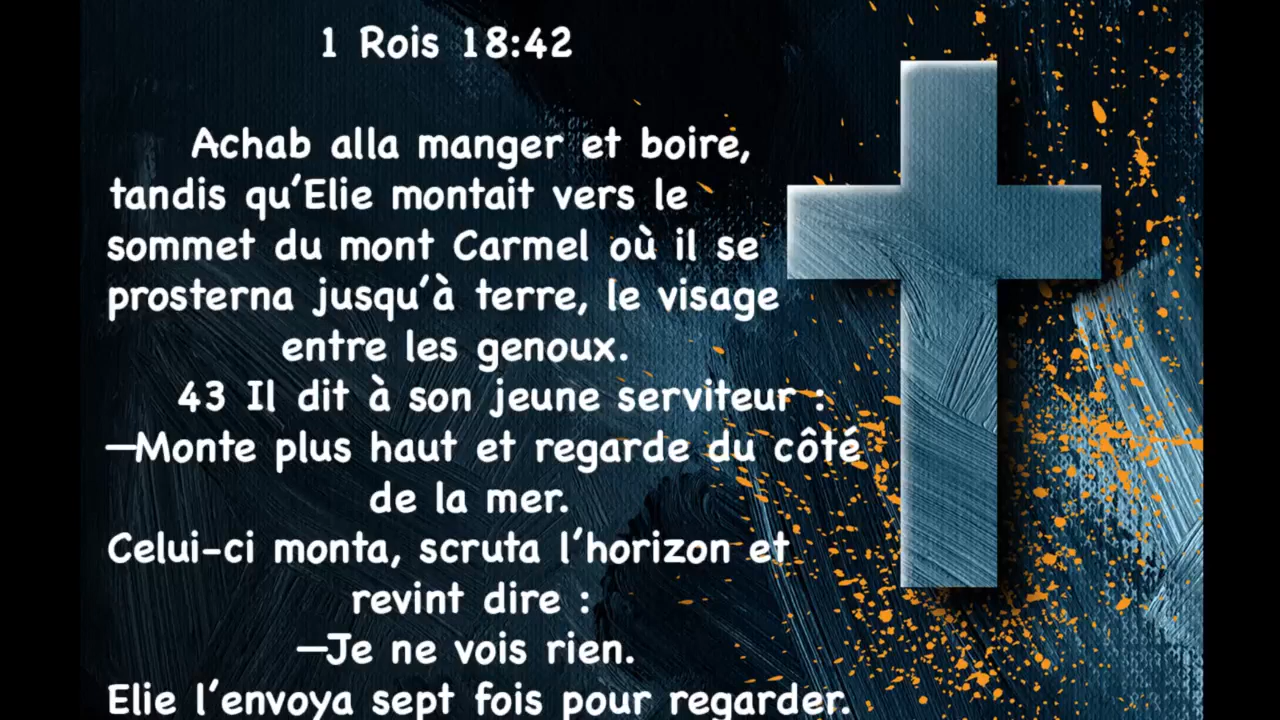 1 Rois 18:42
Achab alla manger et boire,
tandis qu’Elie montait vers le
sommet du mont Carmel où il se
prosterna jusqu’à terre, le visage
entre les genoux.
43 Il dit à son jeune serviteur :
—Monte plus haut et regarde du côté
de la mer.
Celui-ci monta, scruta l’horizon et
revint dire :
—Je ne vois rien.
Elie l’envoya sept fois pour regarder.